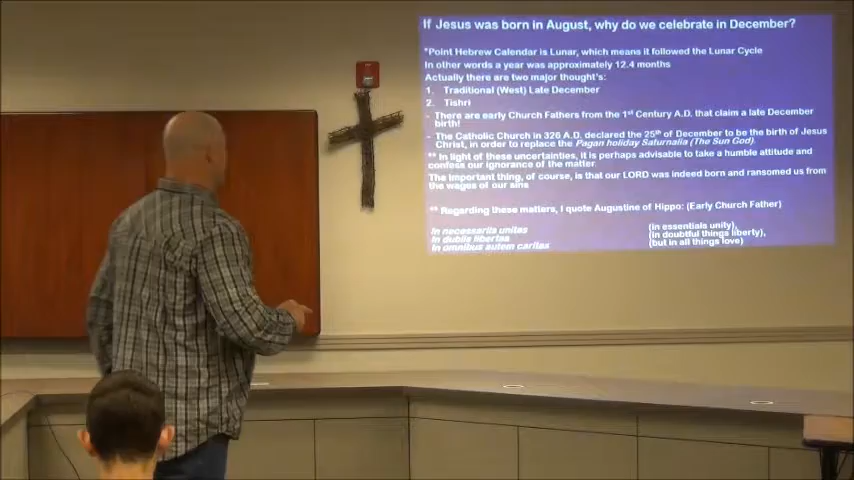 If Jesus was born in August, why do we celebrate in December?
*Point Hebrew Calendar is Lunar, which means it followed the Lunar Cycle
In other words a year was approximately 12.4 months
Actually there are two major thought's:
1. Traditional (West) Late December
2. Tishri
- There are early Church Fathers from the 1st Century A.D. that claim a late December
birth!
- The Catholic Church in 326 A.D. declared the 25th of December to be the birth of Jesus
Christ, in order to replace the Pagan holiday Saturnalia (The Sun God).
** In light of these uncertainties, it is perhaps advisable to take a humble attitude and
confess our ignorance of the matter
The important thing, of course, is that our LORD was indeed born and ransomed us from
the wages of our sins
** Regarding these matters, I quote Augustine of Hippo: (Early Church Father)
In necessariis unitas (in essentials unity),
In dubiis libertas (in doubtful things liberty),
In omnibus autem caritas (but in all things love)